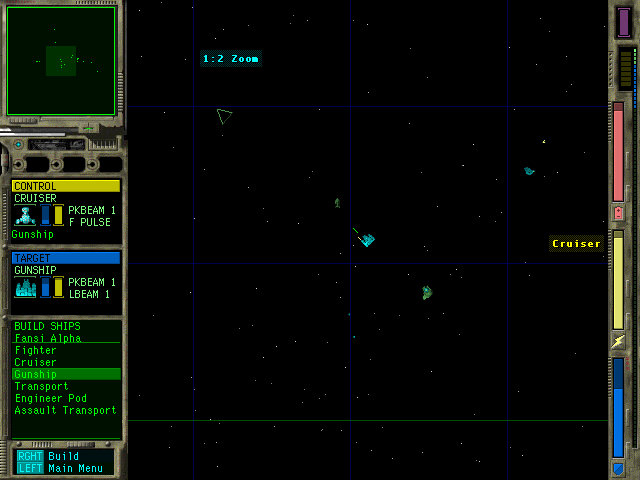 1:2 Zoom
CONTROL
CRUISER
PKBEAM 1
F PULSE
Gunship
Cruiser
TARGET
GUNSHIP
PKBEAM 1
LBEAM 1
BUILD SHIPS
Fansi Alpha
Fighter
Cruiser
Gunship
Transport
Engineer Pod
Assault Transport
RGHT Build
LEFT Main Menu